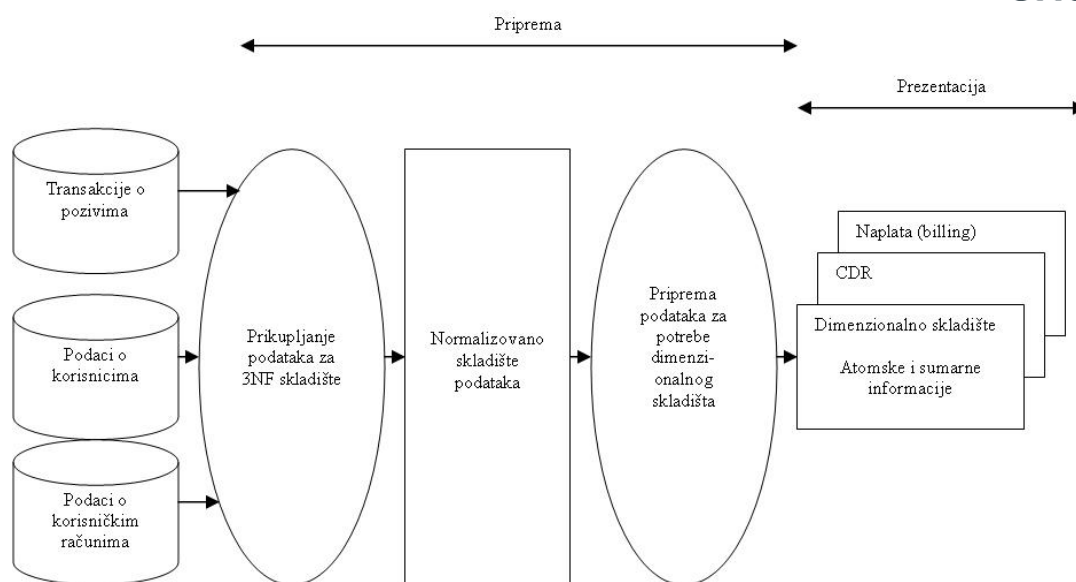 Priprema
Prezentacija
Transakcije o
pozivima
Podaci o
korisnicima
Podaci o
korisničkim
računima
Prikupljanje
podataka za
3NF skladište
Normalizovano
skladište
podataka
Priprema
podataka za
potrebe
dimenzi-
onalnog
skladišta
Naplata (billing)
CDR
Dimenzionalno skladište
Atomske i sumarne
informacije